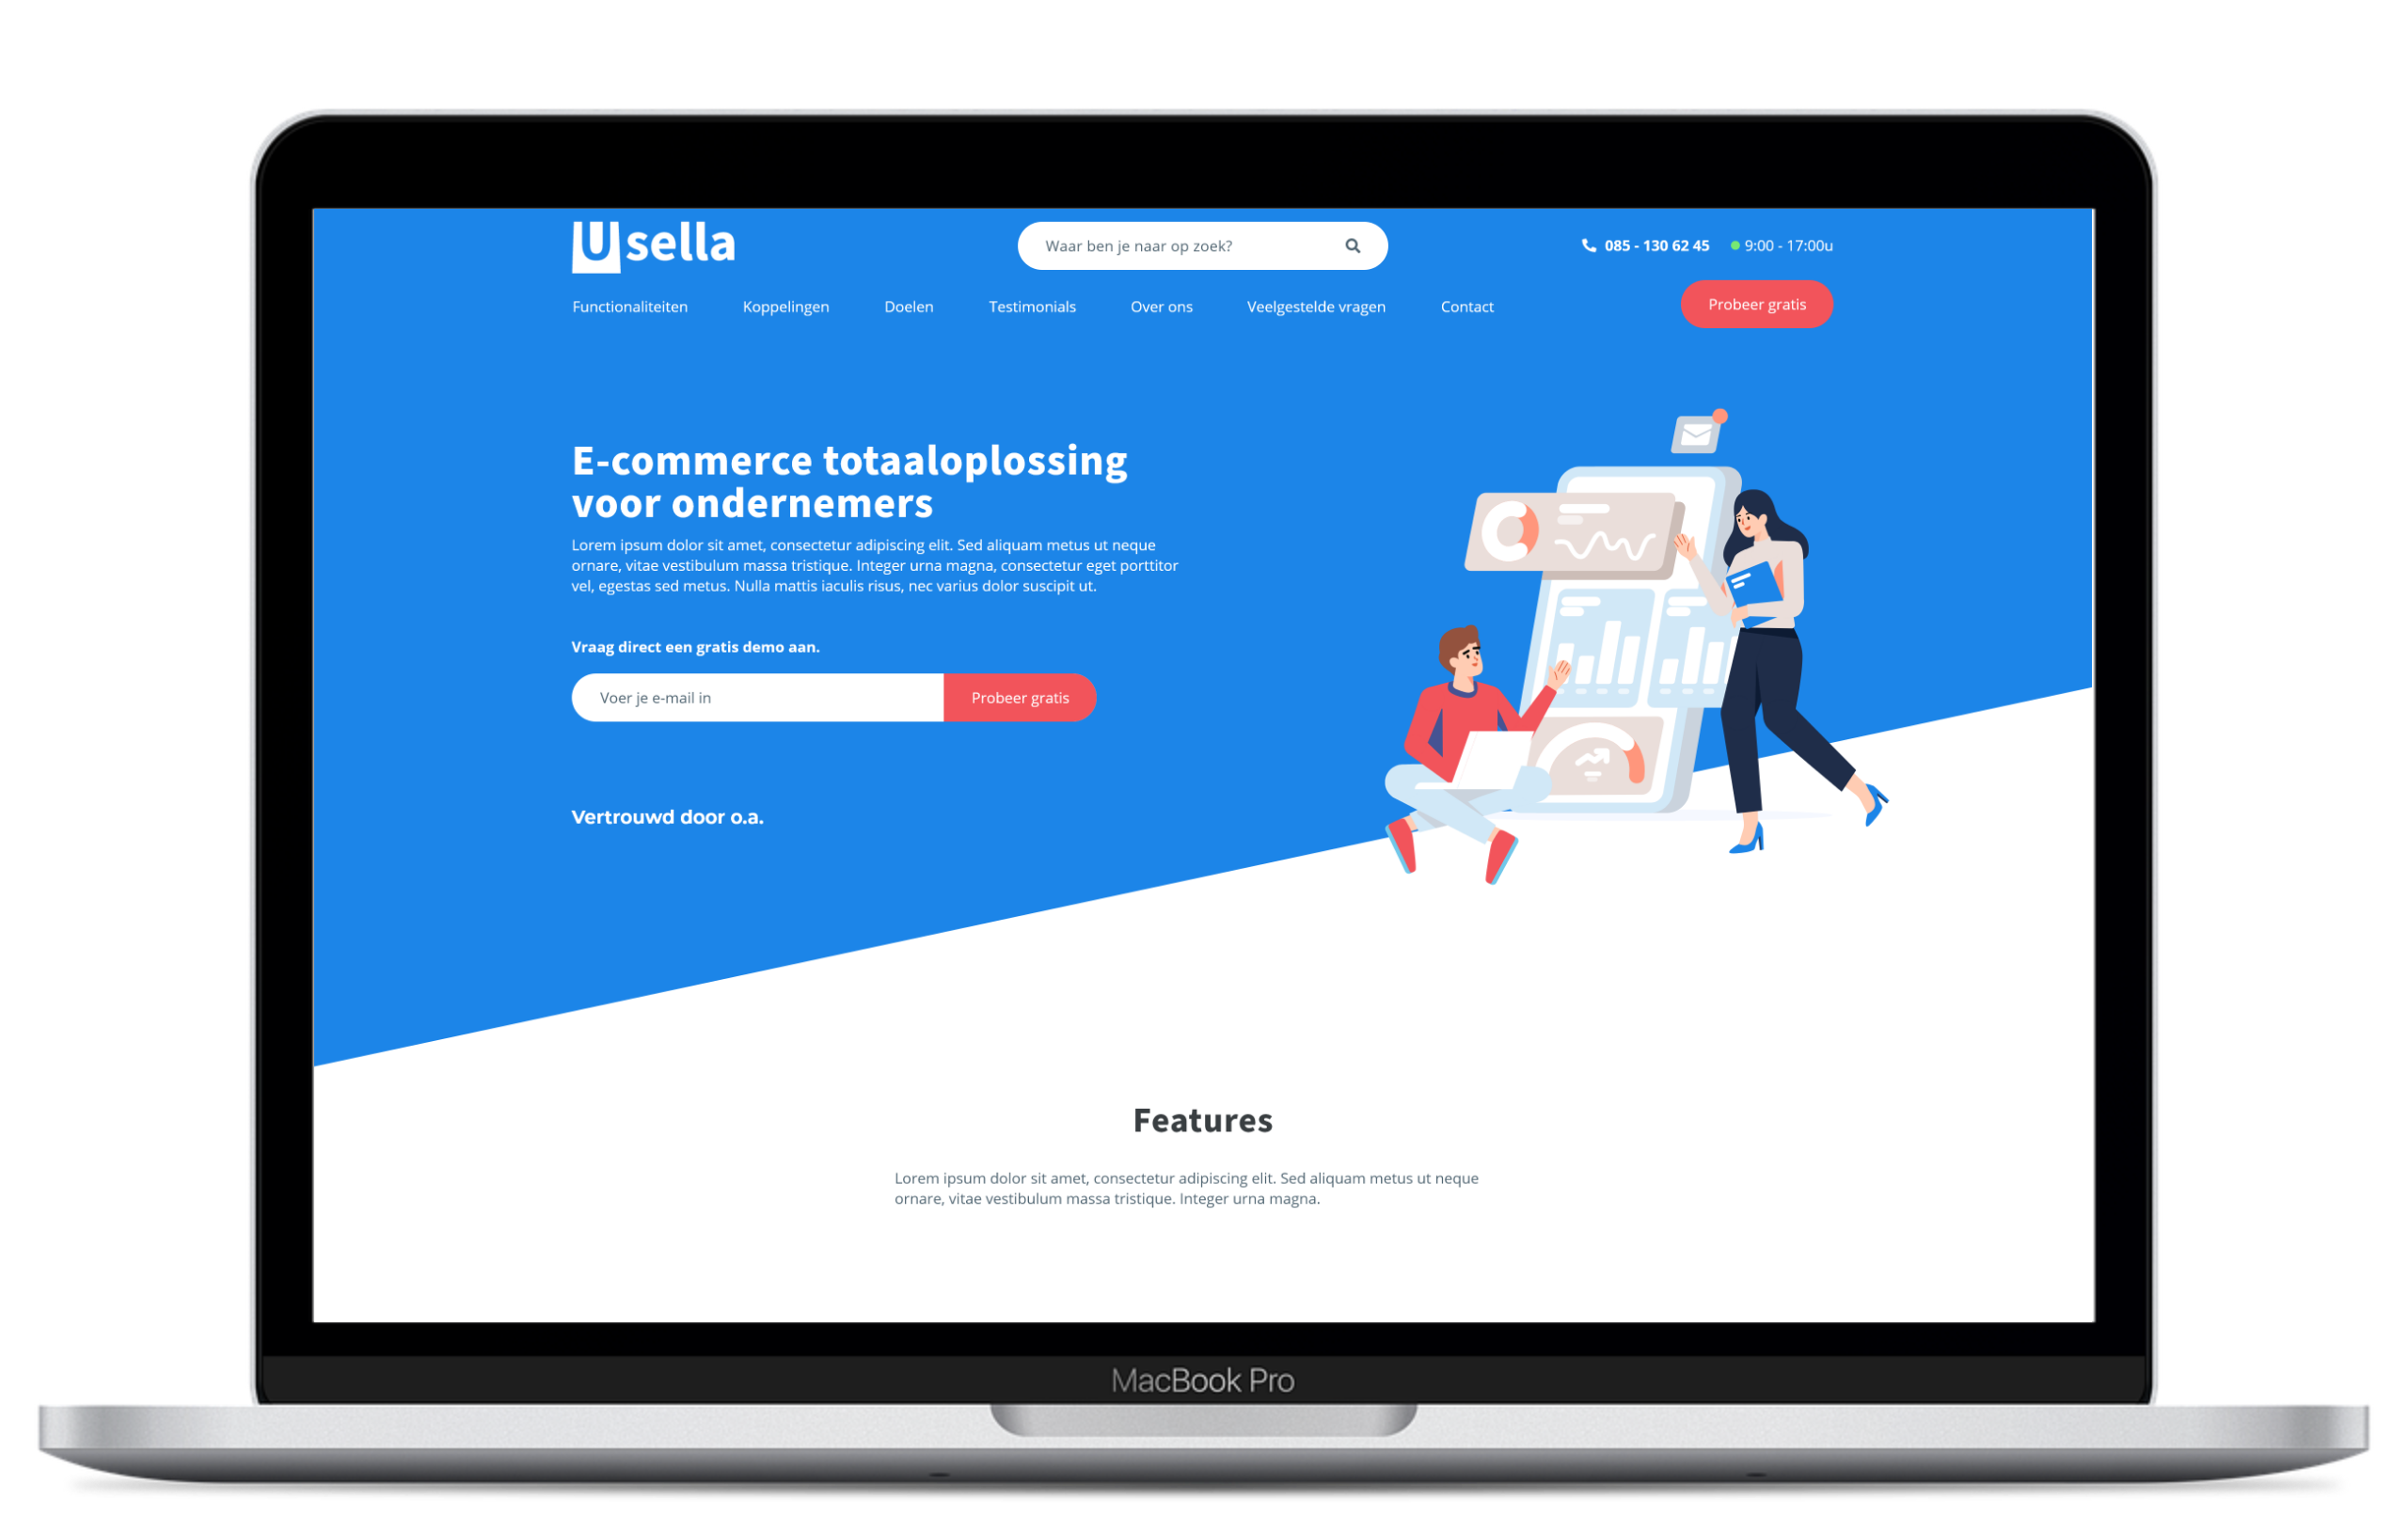 Usella
Waar ben je naar op zoek?
085 - 130 62 45
9:00 - 17:00u
Functionaliteiten
Koppelingen
Doelen
Testimonials
Over ons
Veelgestelde vragen
Contact
Probeer gratis
E-commerce totaaloplossing
voor ondernemers
Lorem ipsum dolor sit amet, consectetur adipiscing elit. Sed aliquam metus ut neque
ornare, vitae vestibulum massa tristique. Integer urna magna, consectetur eget porttitor
vel, egestas sed metus. Nulla mattis iaculis risus, nec varius dolor suscipit ut.
Vraag direct een gratis demo aan.
Voer je e-mail in
Probeer gratis
Vertrouwd door o.a.
Features
Lorem ipsum dolor sit amet, consectetur adipiscing elit. Sed aliquam metus ut neque
ornare, vitae vestibulum massa tristique. Integer urna magna.
MacBook Pro